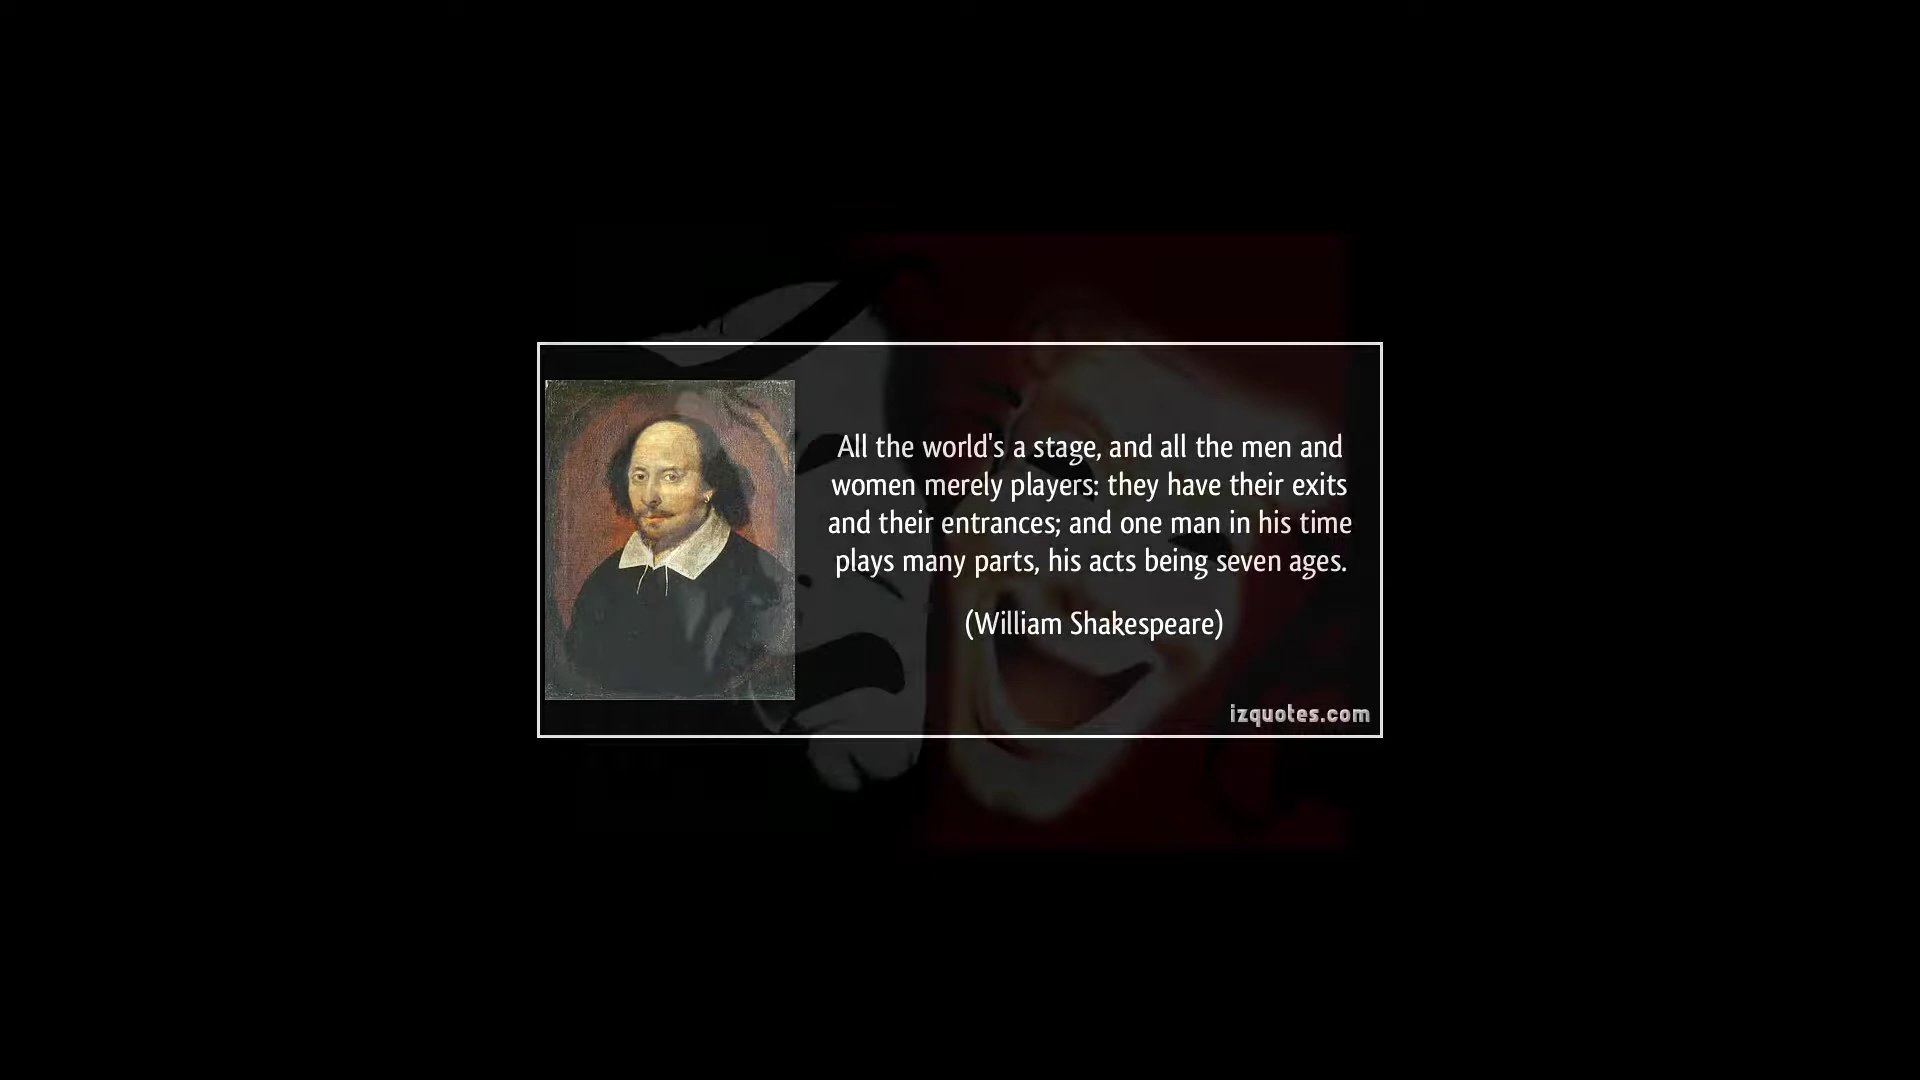 All the world's a stage, and all the men and
women merely players: they have their exits
and their entrances; and one man in his time
plays many parts, his acts being seven ages.
(William Shakespeare)
izquotes.com